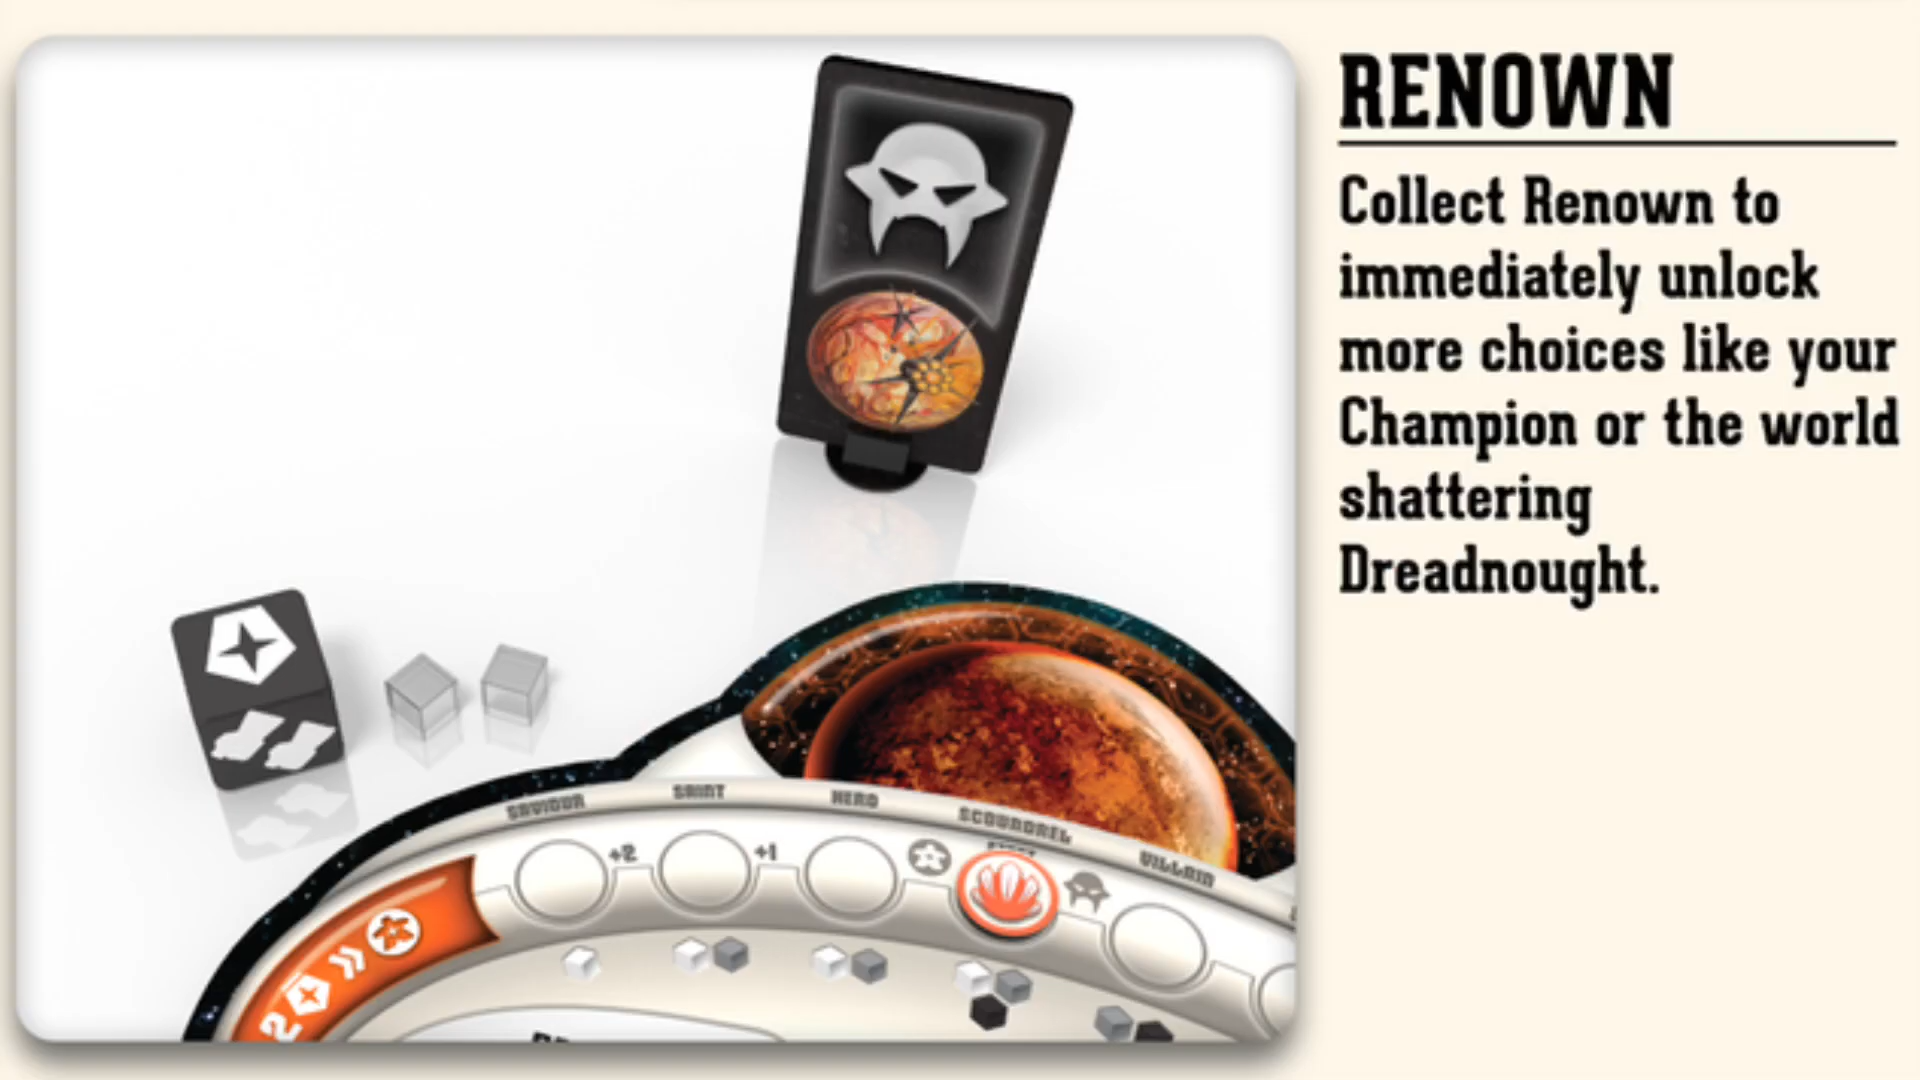 RENOWN
Collect Renown to
immediately unlock
more choices like your
Champion or the world
shattering
Dreadnought.
SAVIOUR
SAINT
HERO
SCOUNDREL
VILLAIN
+2
+1
2